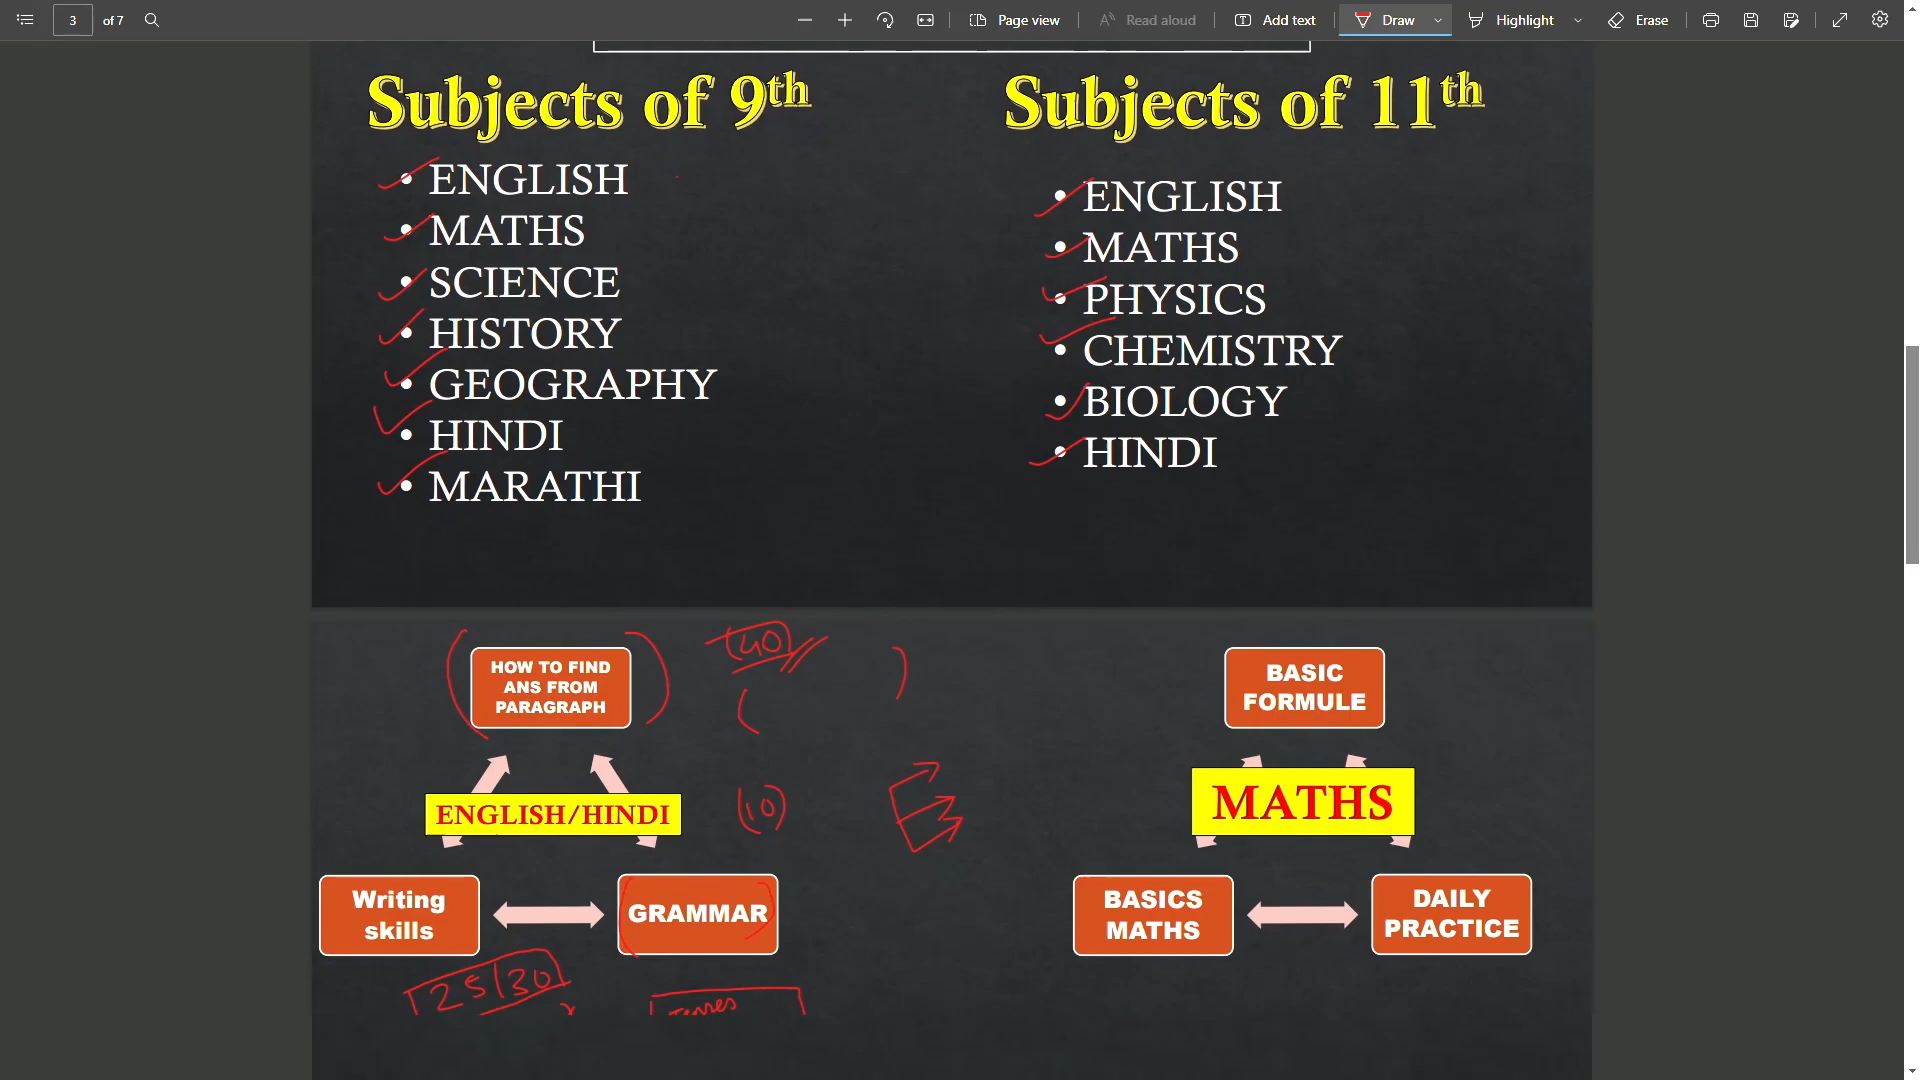 3 of 7
Page view
Read aloud
Add text
Draw
Highlight
Erase
Subjects of 9th
• ENGLISH
• MATHS
• SCIENCE
• HISTORY
• GEOGRAPHY
• HINDI
• MARATHI
Subjects of 11th
• ENGLISH
• MATHS
• PHYSICS
• CHEMISTRY
• BIOLOGY
• HINDI
HOW TO FIND
ANS FROM
PARAGRAPH
(40)
ENGLISH/HINDI
(10)
Writing
skills
GRAMMAR
25/30
Tenses
BASIC
FORMULE
MATHS
BASICS
MATHS
DAILY
PRACTICE